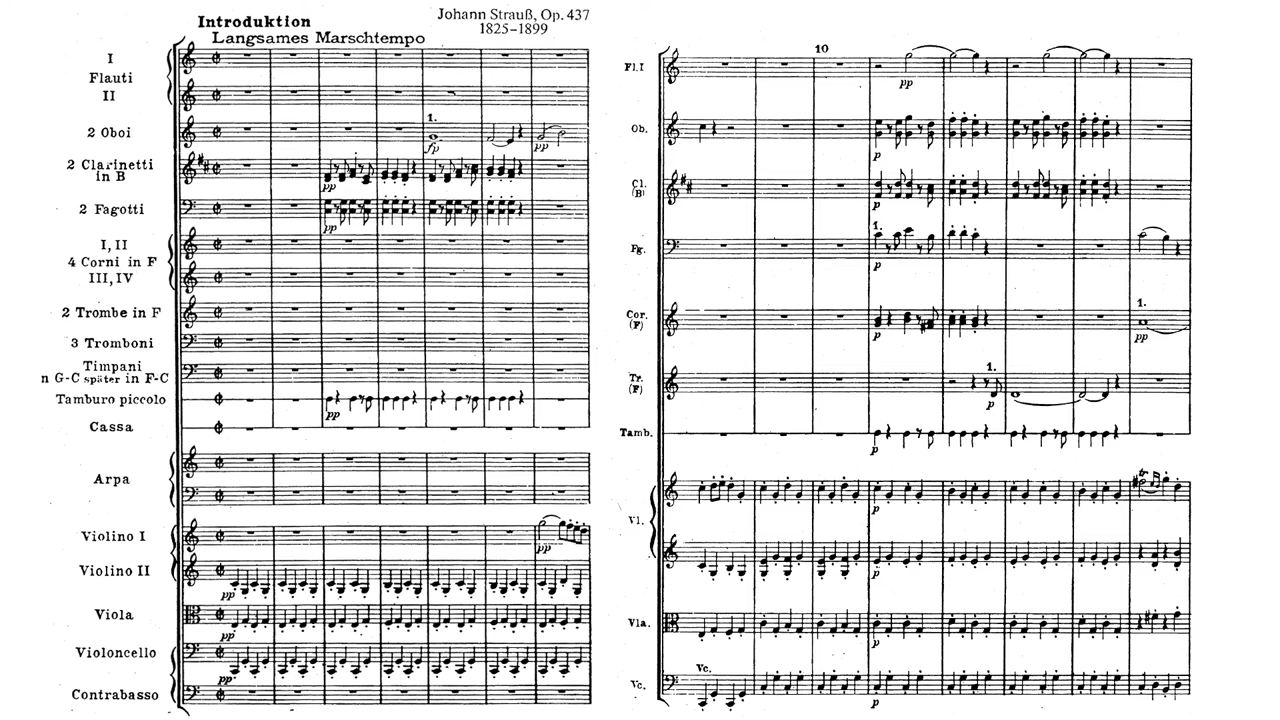 Introduktion
Langsames Marschtempo
Johann Strauß, Op. 437
1825–1899
I
Flauti
II
2 Oboi
2 Clarinetti
in B
2 Fagotti
I, II
4 Corni in F
III, IV
2 Trombe in F
3 Tromboni
Timpani
n G-C später in F-C
Tamburo piccolo
Cassa
Arpa
Violino I
Violino II
Viola
Violoncello
Contrabasso
1.
fp
pp
pp
pp
pp
pp
pp
pp
pp
10
Fl.I
pp
Ob.
p
Cl.
(B)
p
Fg.
1.
p
Cor.
(F)
p
1.
pp
Tr.
(F)
1.
p
Tamb.
p
Vl.
p
tr
p
Vla.
p
Vc.
Vc.
p